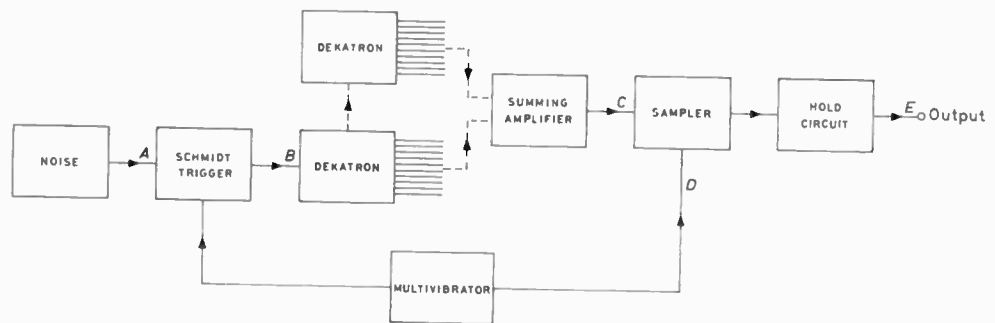 DEKATRON
SUMMING
AMPLIFIER
C
SAMPLER
HOLD
CIRCUIT
E Output
NOISE
A
SCHMIDT
TRIGGER
B
DEKATRON
D
MULTIVIBRATOR